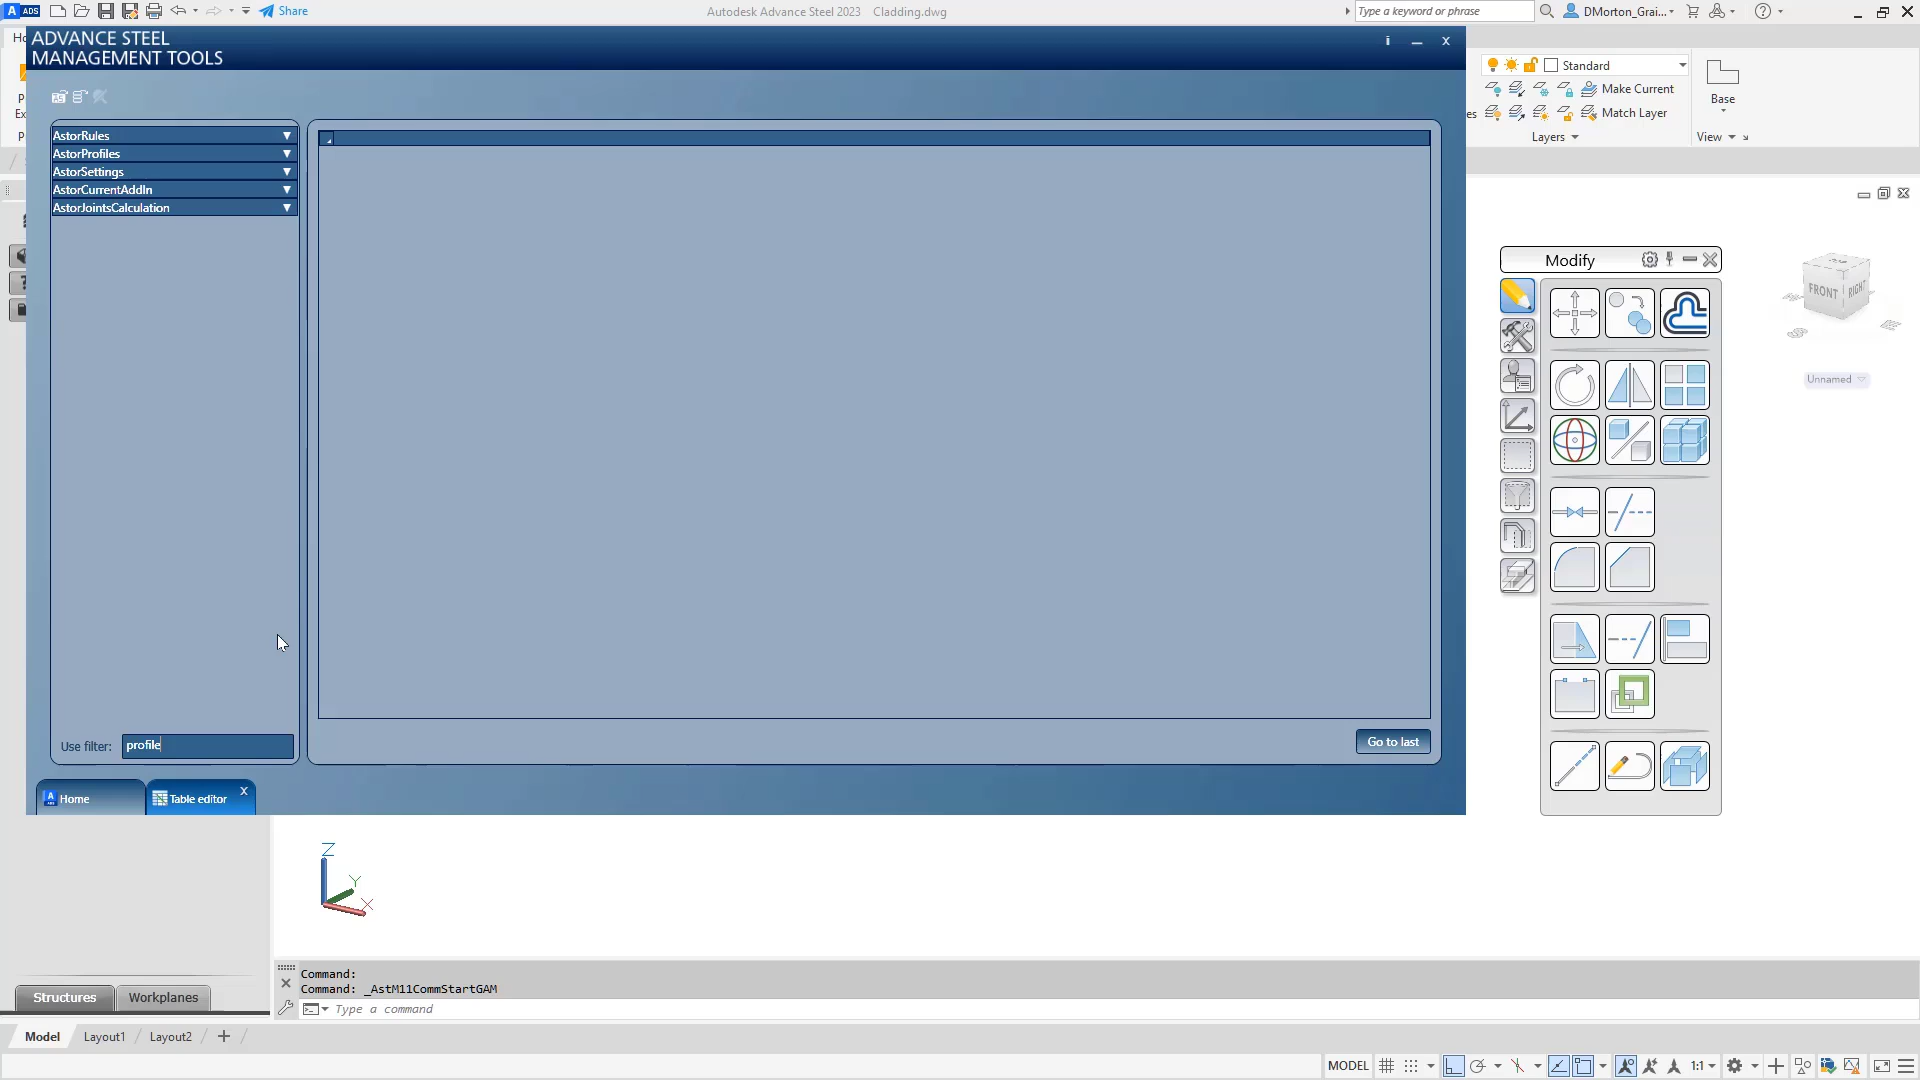 A ADS
Share
Autodesk Advance Steel 2023 Cladding.dwg
Type a keyword or phrase
DMorton_Grai...
ADVANCE STEEL
MANAGEMENT TOOLS
i
x
Standard
Make Current
Match Layer
Layers
Base
View
AstorRules
AstorProfiles
AstorSettings
AstorCurrentAddIn
AstorJointsCalculation
Modify
FRONT
RIGHT
Unnamed
Use filter: profile
Go to last
Home
Table editor x
Z
Y
X
Command:
Command: _AstM11CommStartGAM
Type a command
Structures
Workplanes
Model
Layout1
Layout2
MODEL
1:1